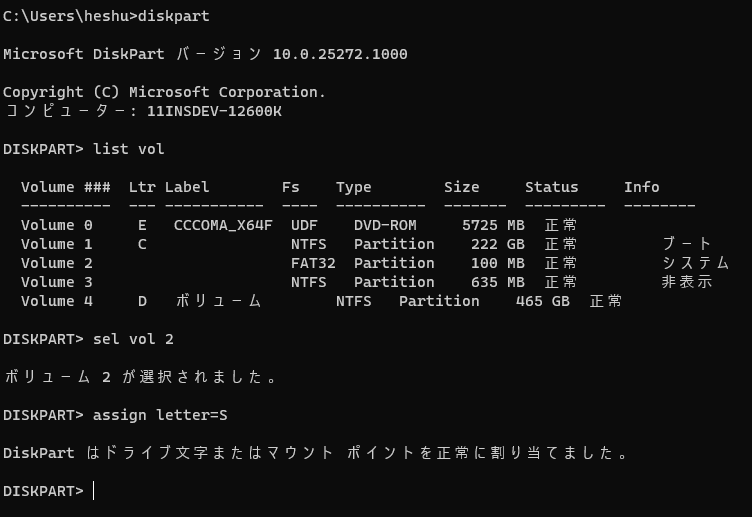 C:\Users\heshu>diskpart
Microsoft DiskPart バージョン 10.0.25272.1000
Copyright (C) Microsoft Corporation.
コンピューター: 11INSDEV-12600K
DISKPART> list vol
Volume ### Ltr Label Fs Type Size Status Info
---------- --- ----------- ---- ---------- ------- --------- --------
Volume 0 E CCCOMA_X64F UDF DVD-ROM 5725 MB 正常
Volume 1 C NTFS Partition 222 GB 正常 ブート
Volume 2 FAT32 Partition 100 MB 正常 システム
Volume 3 NTFS Partition 635 MB 正常 非表示
Volume 4 D ボリューム NTFS Partition 465 GB 正常
DISKPART> sel vol 2
ボリューム 2 が選択されました。
DISKPART> assign letter=S
DiskPart はドライブ文字またはマウント ポイントを正常に割り当てました。
DISKPART>